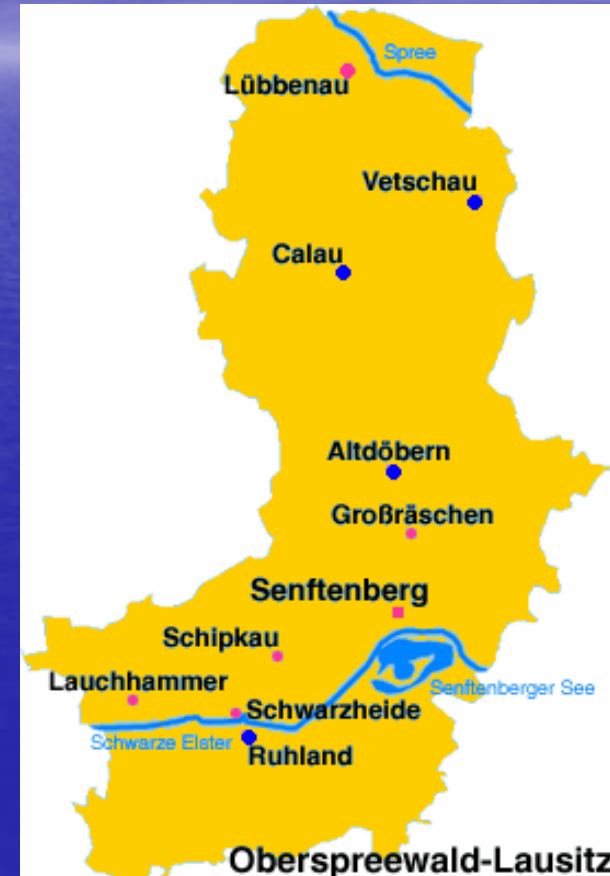 Spree
Lübbenau
Vetschau
Calau
Altdöbern
Großräschen
Senftenberg
Schipkau
Lauchhammer
Senftenberger See
Schwarzheide
Schwarze Elster
Ruhland
Oberspreewald-Lausitz